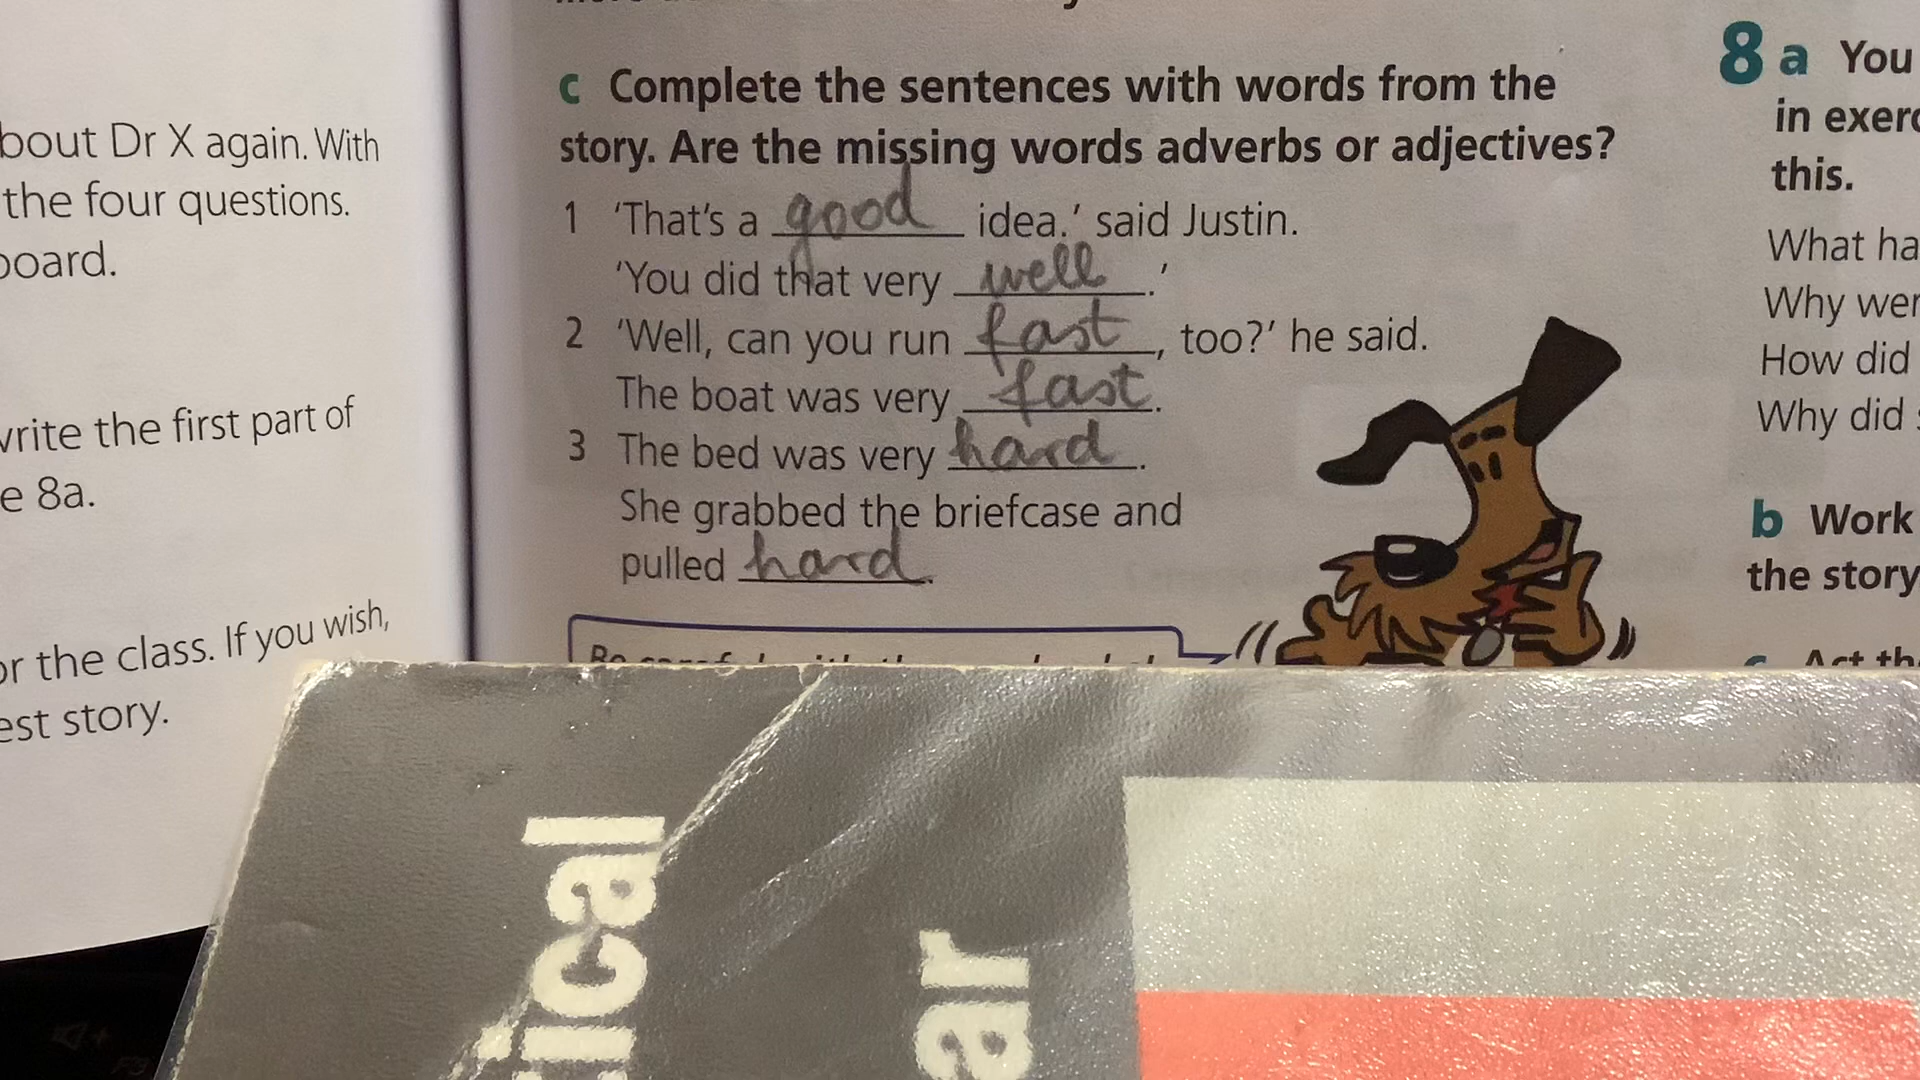 bout Dr X again. With
the four questions.
board.
write the first part of
e 8a.
or the class. If you wish,
est story.
c Complete the sentences with words from the
story. Are the missing words adverbs or adjectives?
1 ‘That’s a good idea.’ said Justin.
‘You did that very well.’
2 ‘Well, can you run fast, too?’ he said.
The boat was very fast.
3 The bed was very hard.
She grabbed the briefcase and
pulled hard.
8 a You
in exerc
this.
What ha
Why wer
How did
Why did s
b Work
the story
c Act th
ical
ar
F3